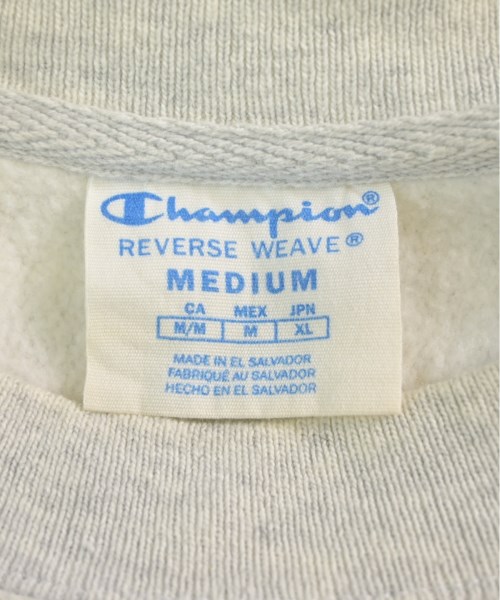 Champion®
REVERSE WEAVE®
MEDIUM
CA MEX JPN
M/M M XL
MADE IN EL SALVADOR
FABRIQUÉ AU SALVADOR
HECHO EN EL SALVADOR